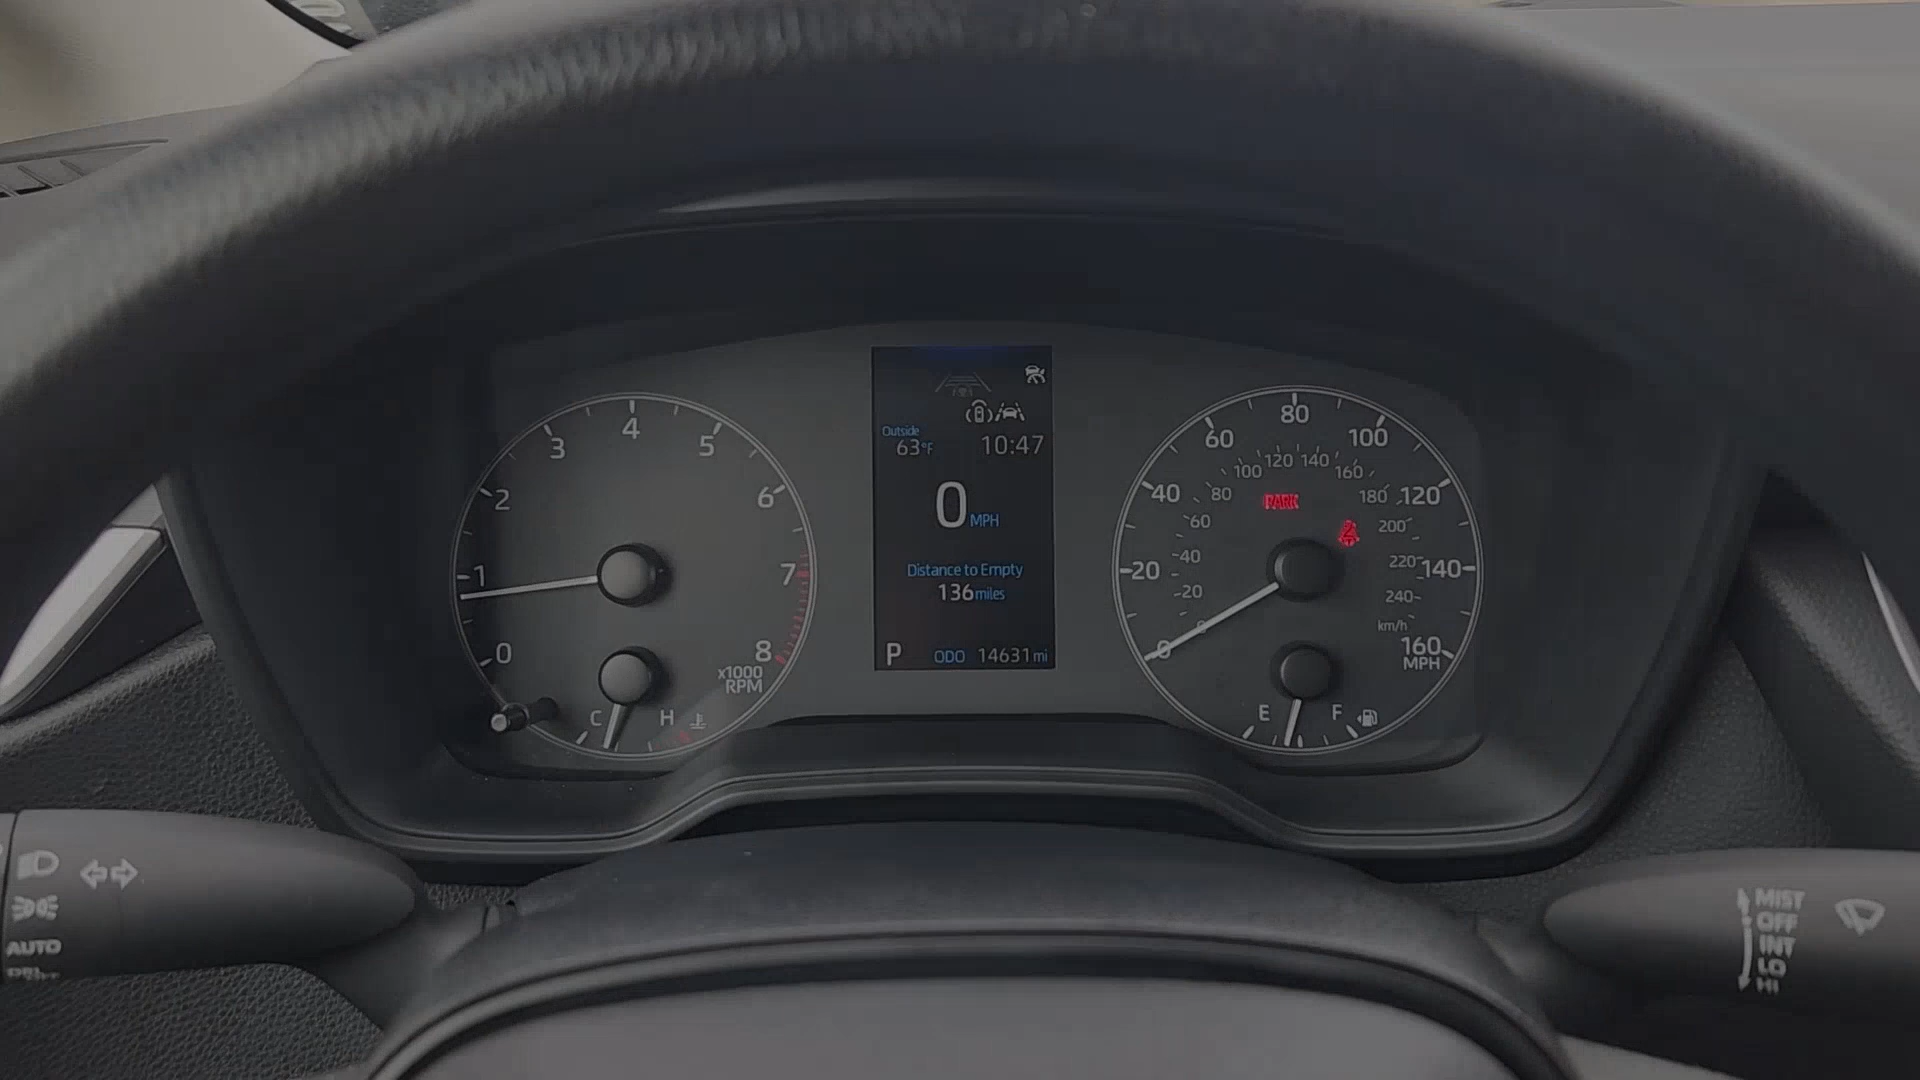 0
1
2
3
4
5
6
7
8
x1000
RPM
C H
Outside
63°F
10:47
0 MPH
Distance to Empty
136 miles
P ODO 14631 mi
0
20
40
60
80
100
120
140
160
MPH
0
20
40
60
80
100
120
140
160
180
200
220
240
km/h
PARK
2
E F
AUTO
MIST
OFF
INT
LO
HI